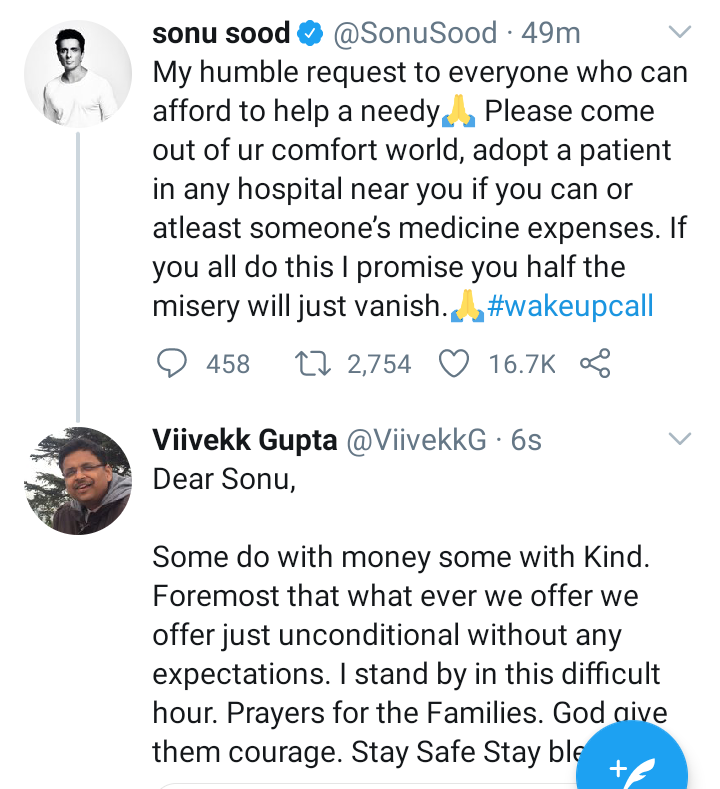 sonu sood @SonuSood · 49m
My humble request to everyone who can
afford to help a needy🙏 Please come
out of ur comfort world, adopt a patient
in any hospital near you if you can or
atleast someone’s medicine expenses. If
you all do this I promise you half the
misery will just vanish.🙏#wakeupcall
458 2,754 16.7K
Viivekk Gupta @ViivekkG · 6s
Dear Sonu,
Some do with money some with Kind.
Foremost that what ever we offer we
offer just unconditional without any
expectations. I stand by in this difficult
hour. Prayers for the Families. God give
them courage. Stay Safe Stay